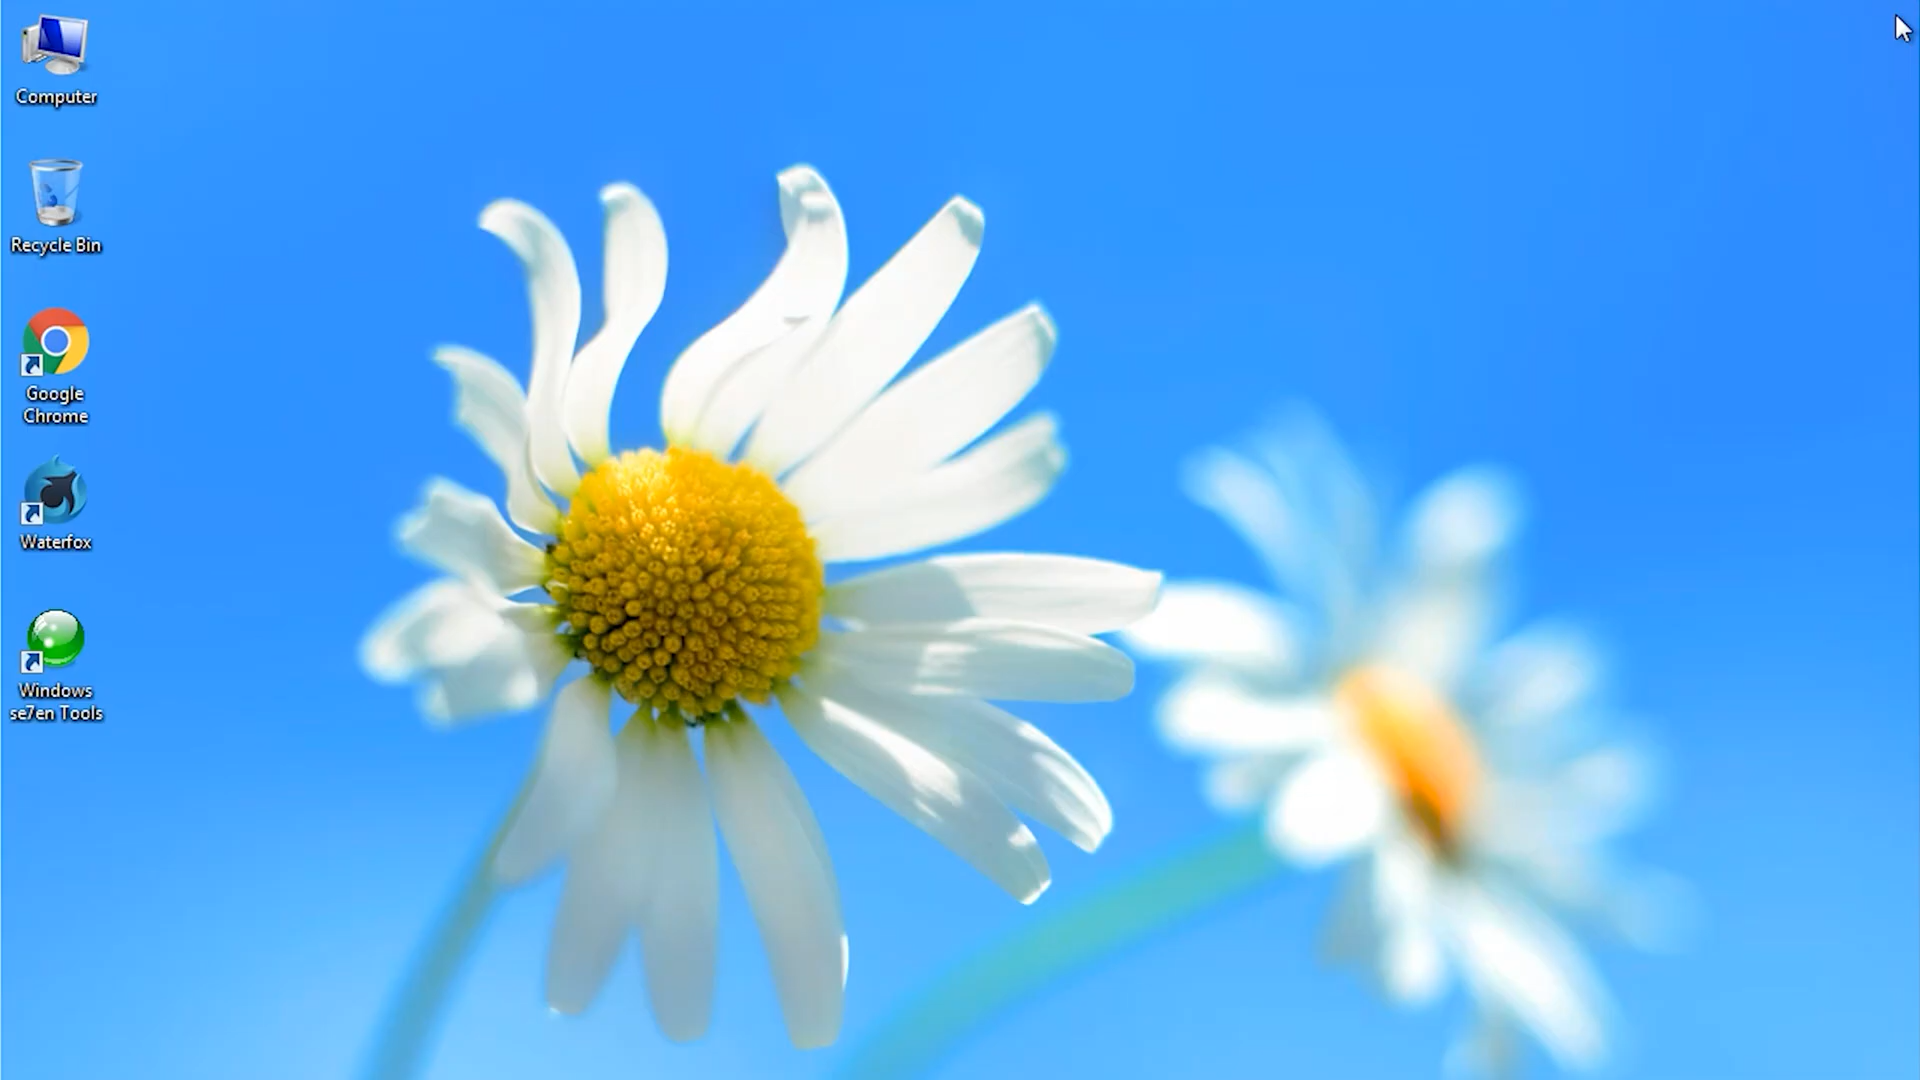 Computer
Recycle Bin
Google
Chrome
Waterfox
Windows
se7en Tools